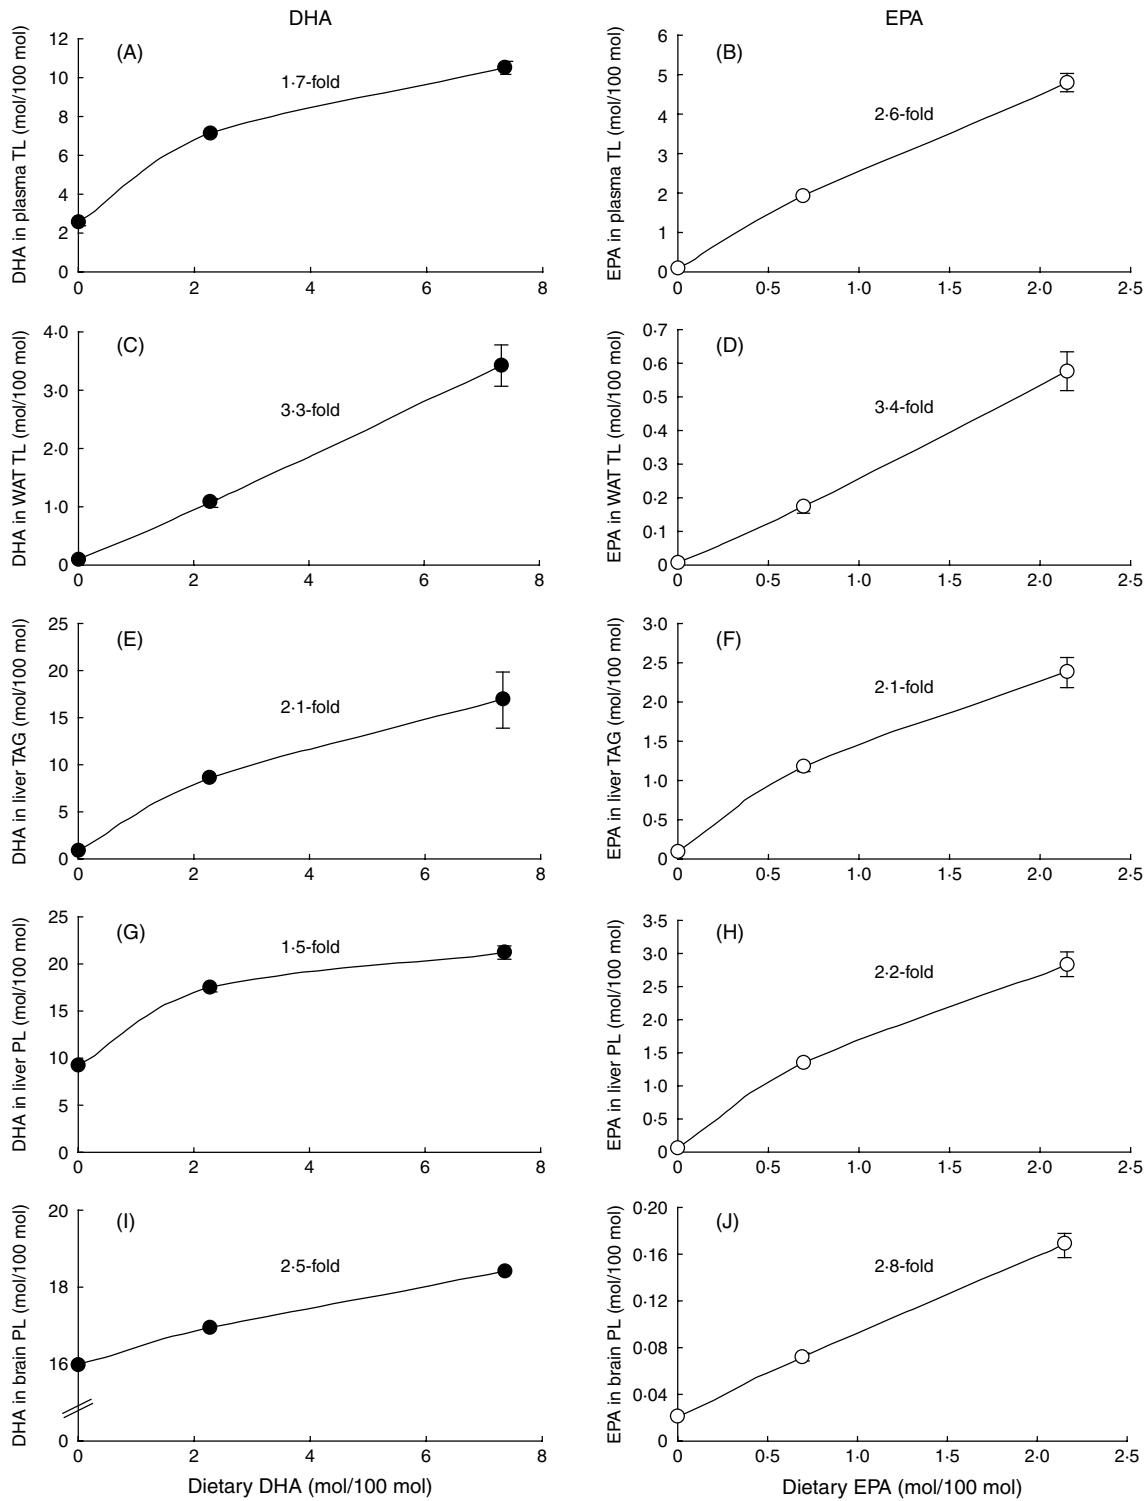 DHA
EPA
(A)
1·7-fold
DHA in plasma TL (mol/100 mol)
12
10
8
6
4
2
0
0 2 4 6 8
(B)
2·6-fold
EPA in plasma TL (mol/100 mol)
6
5
4
3
2
1
0
0 0·5 1·0 1·5 2·0 2·5
(C)
3·3-fold
DHA in WAT TL (mol/100 mol)
4·0
3·0
2·0
1·0
0
0 2 4 6 8
(D)
3·4-fold
EPA in WAT TL (mol/100 mol)
0·7
0·6
0·5
0·4
0·3
0·2
0·1
0
0 0·5 1·0 1·5 2·0 2·5
(E)
2·1-fold
DHA in liver TAG (mol/100 mol)
25
20
15
10
5
0
0 2 4 6 8
(F)
2·1-fold
EPA in liver TAG (mol/100 mol)
3·0
2·5
2·0
1·5
1·0
0·5
0
0 0·5 1·0 1·5 2·0 2·5
(G)
1·5-fold
DHA in liver PL (mol/100 mol)
25
20
15
10
5
0
0 2 4 6 8
(H)
2·2-fold
EPA in liver PL (mol/100 mol)
3·5
3·0
2·5
2·0
1·5
1·0
0·5
0
0 0·5 1·0 1·5 2·0 2·5
(I)
2·5-fold
DHA in brain PL (mol/100 mol)
20
18
16
0
0 2 4 6 8
Dietary DHA (mol/100 mol)
(J)
2·8-fold
EPA in brain PL (mol/100 mol)
0·20
0·16
0·12
0·08
0·04
0
0 0·5 1·0 1·5 2·0 2·5
Dietary EPA (mol/100 mol)